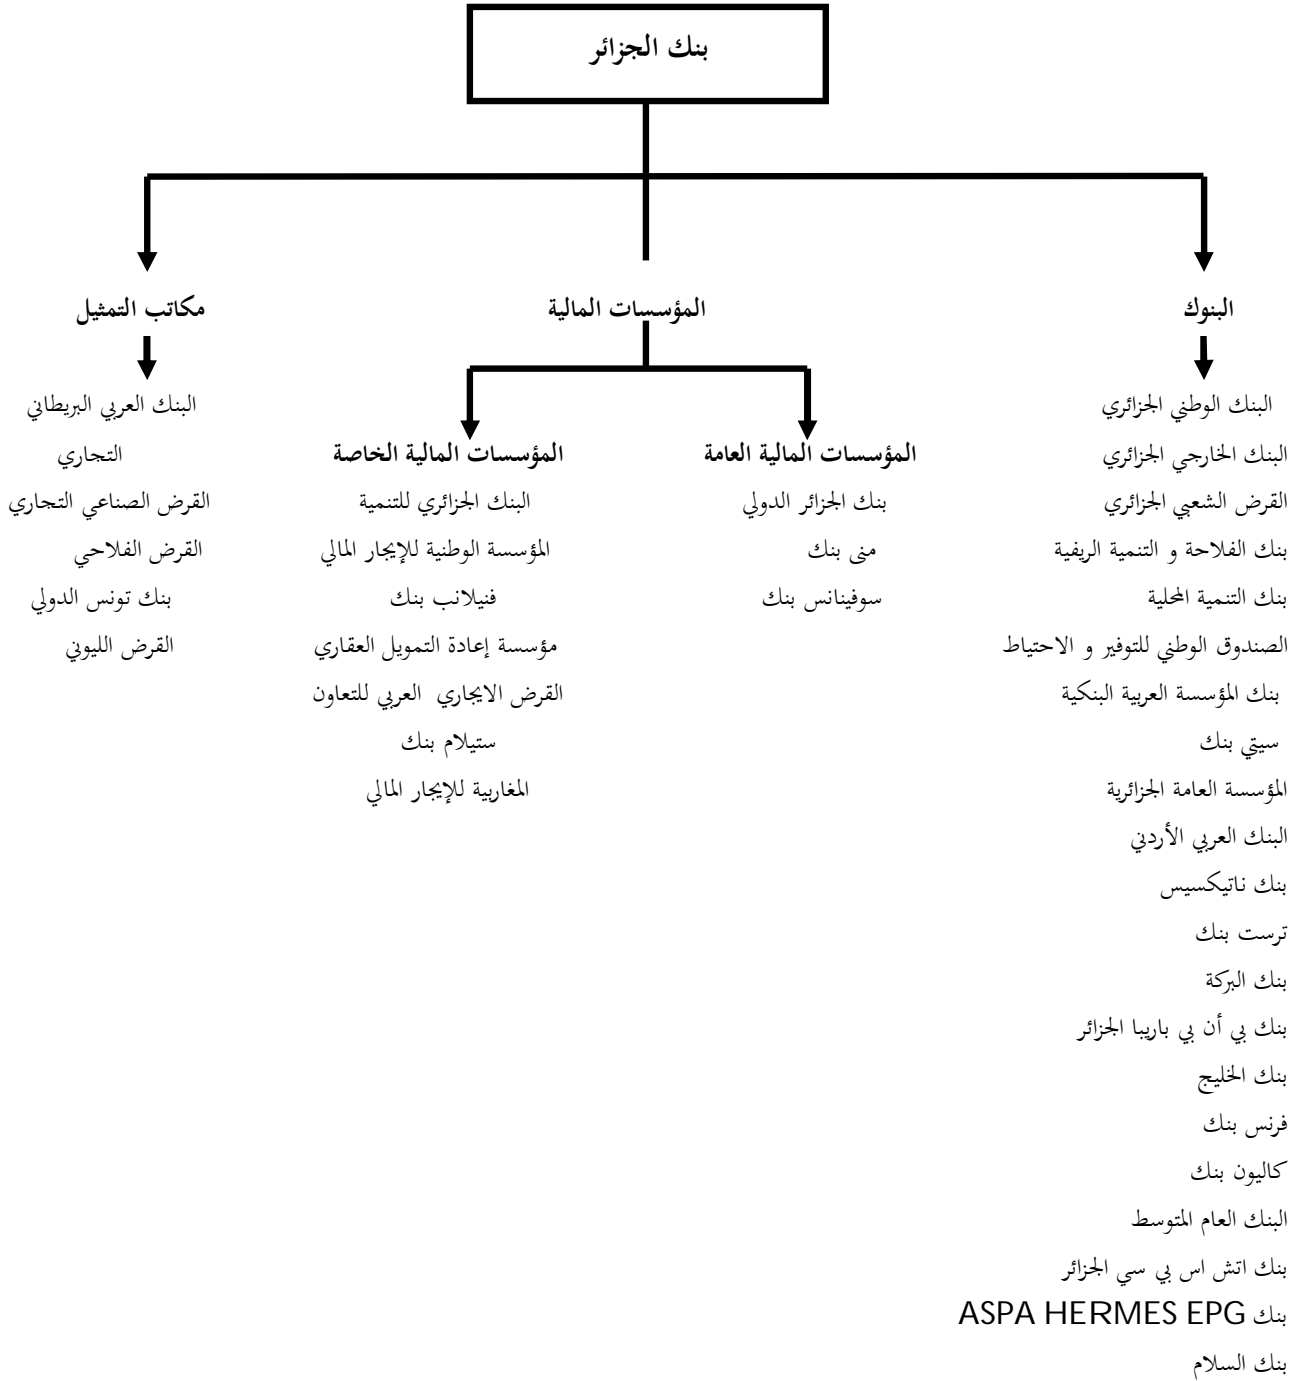 بنك الجزائر
البنوك
المؤسسات المالية
مكاتب التمثيل
البنك الوطني الجزائري
البنك الخارجي الجزائري
القرض الشعبي الجزائري
بنك الفلاحة و التنمية الريفية
بنك التنمية المحلية
الصندوق الوطني للتوفير و الاحتياط
بنك المؤسسة العربية البنكية
سيتي بنك
المؤسسة العامة الجزائرية
البنك العربي الأردني
بنك ناتيكسيس
ترست بنك
بنك البركة
بنك بي أن بي باريبا الجزائر
بنك الخليج
فرنس بنك
كاليون بنك
البنك العام المتوسط
بنك اتش اس بي سي الجزائر
بنك ASPA HERMES EPG
بنك السلام
المؤسسات المالية العامة
بنك الجزائر الدولي
منى بنك
سوفينانس بنك
المؤسسات المالية الخاصة
البنك الجزائري للتنمية
المؤسسة الوطنية للإيجار المالي
فنيلانب بنك
مؤسسة إعادة التمويل العقاري
القرض الايجاري العربي للتعاون
ستيلام بنك
المغاربية للإيجار المالي
البنك العربي البريطاني
التجاري
القرض الصناعي التجاري
القرض الفلاحي
بنك تونس الدولي
القرض الليوني